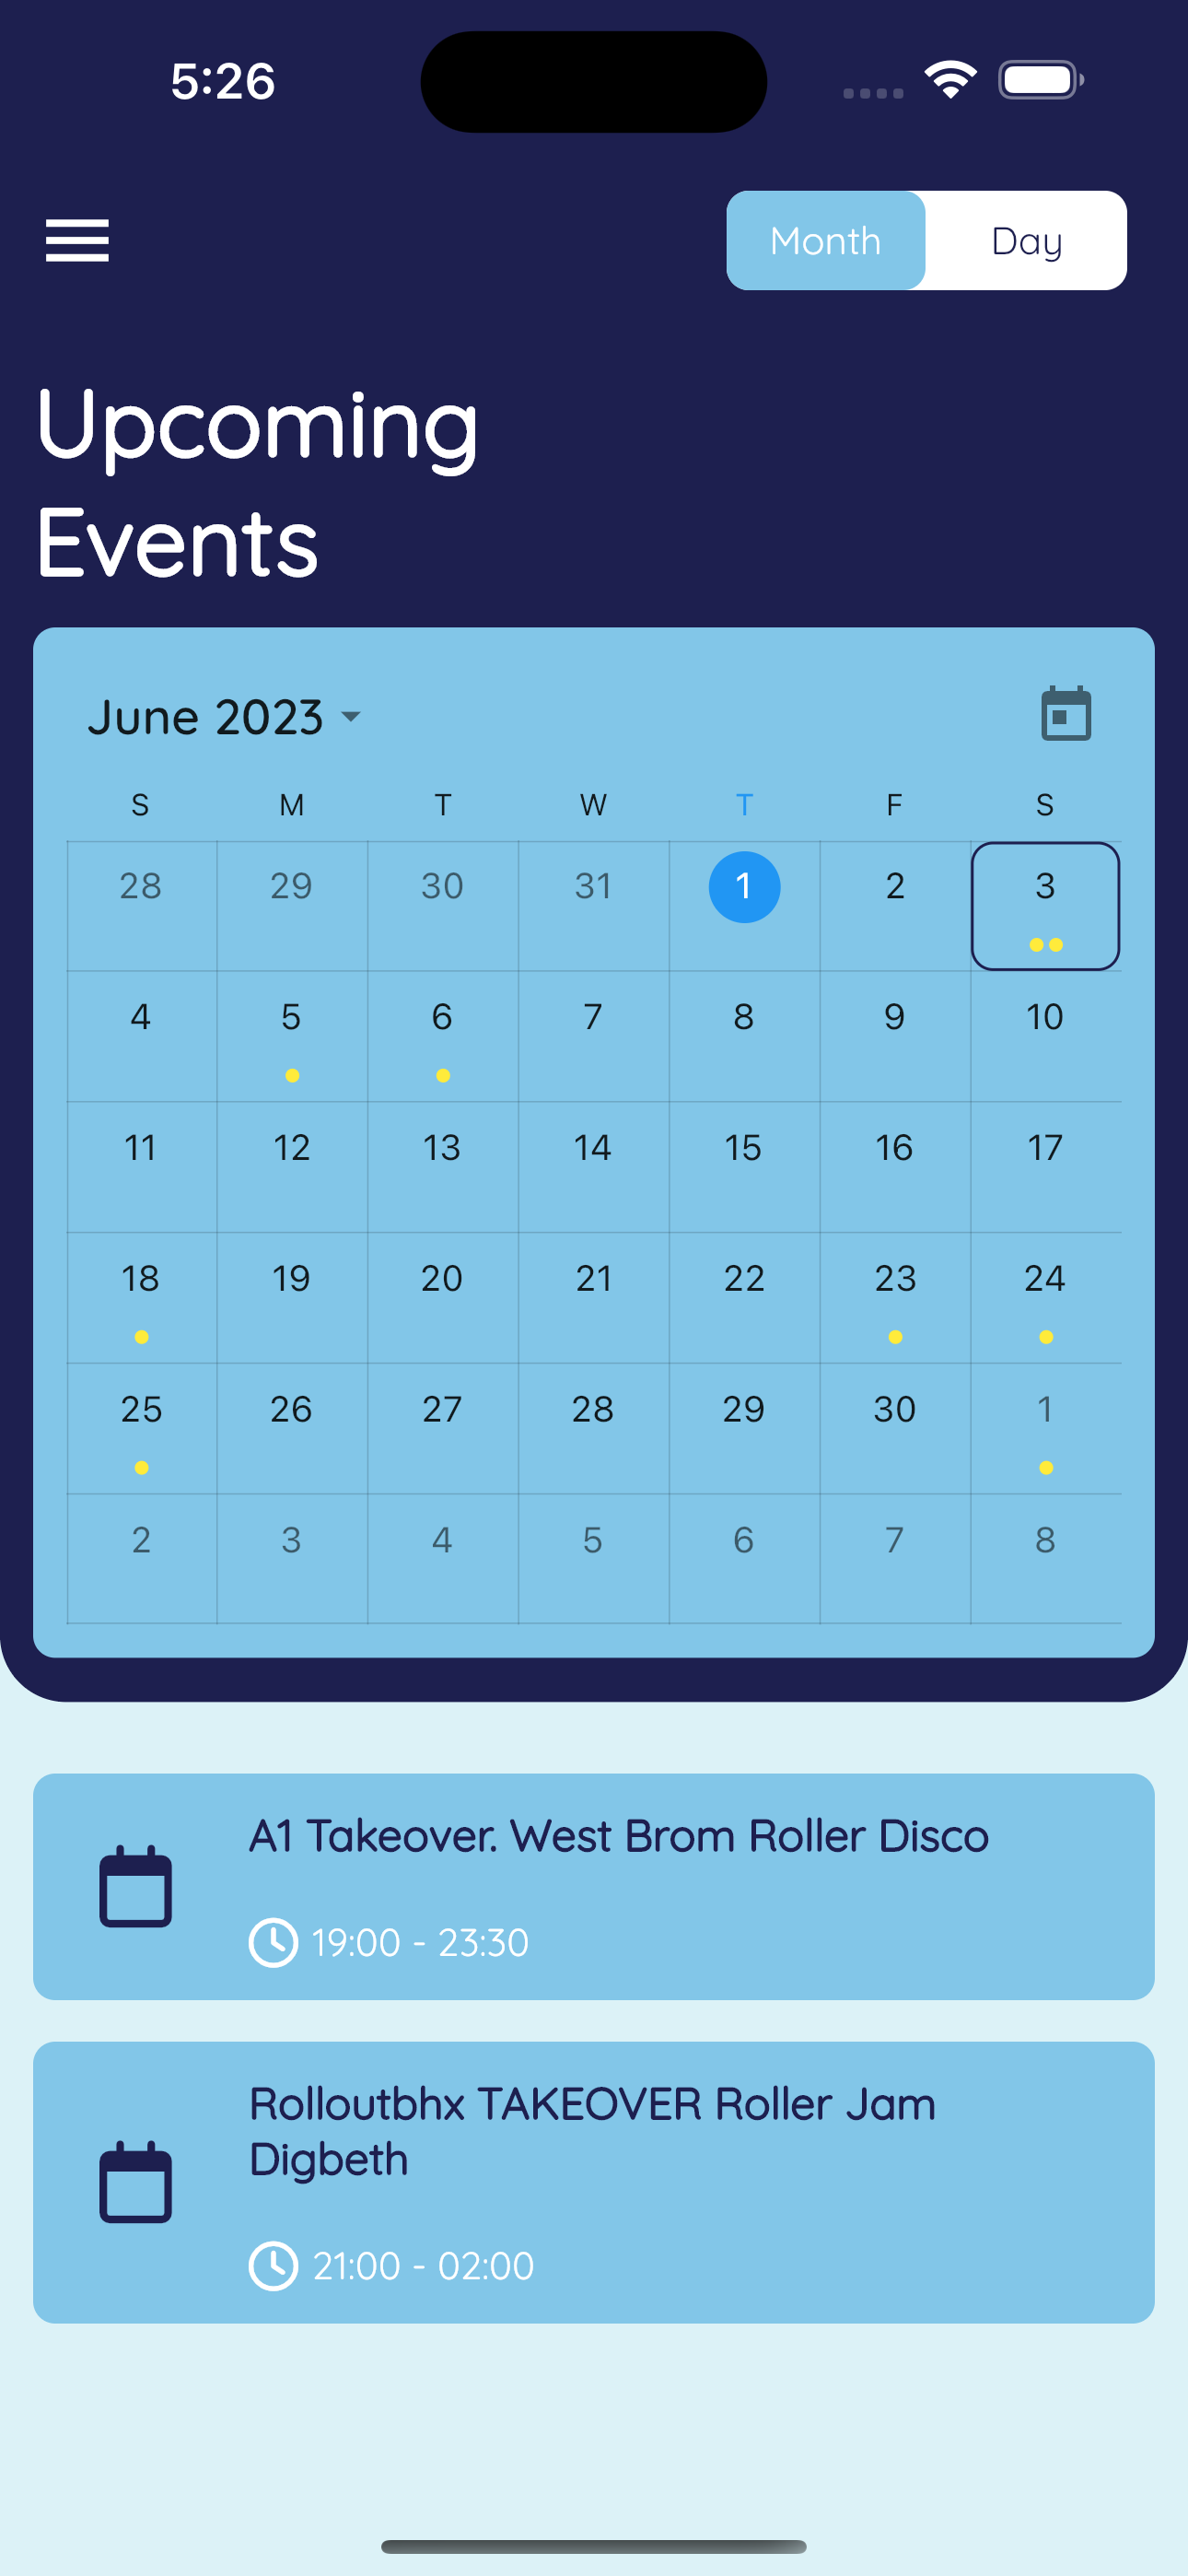 5:26
Month Day
Upcoming
Events
June 2023
S M T W T F S
28 29 30 31 1 2 3
4 5 6 7 8 9 10
11 12 13 14 15 16 17
18 19 20 21 22 23 24
25 26 27 28 29 30 1
2 3 4 5 6 7 8
A1 Takeover. West Brom Roller Disco
19:00 - 23:30
Rolloutbhx TAKEOVER Roller Jam
Digbeth
21:00 - 02:00